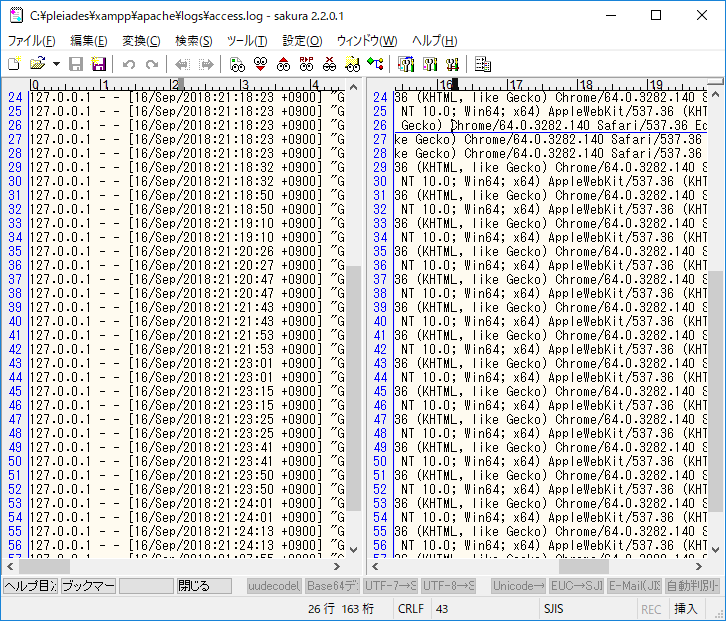 C:¥pleiades¥xampp¥apache¥logs¥access.log - sakura 2.2.0.1
ファイル(F) 編集(E) 変換(C) 検索(S) ツール(T) 設定(O) ウィンドウ(W) ヘルプ(H)
0 1 2 3 4
24 127.0.0.1 - - [16/Sep/2018:21:18:23 +0900] "G
25 127.0.0.1 - - [16/Sep/2018:21:18:23 +0900] "G
26 127.0.0.1 - - [16/Sep/2018:21:18:23 +0900] "G
27 127.0.0.1 - - [16/Sep/2018:21:18:23 +0900] "G
28 127.0.0.1 - - [16/Sep/2018:21:18:23 +0900] "G
29 127.0.0.1 - - [16/Sep/2018:21:18:32 +0900] "G
30 127.0.0.1 - - [16/Sep/2018:21:18:32 +0900] "G
31 127.0.0.1 - - [16/Sep/2018:21:18:50 +0900] "G
32 127.0.0.1 - - [16/Sep/2018:21:18:50 +0900] "G
33 127.0.0.1 - - [16/Sep/2018:21:19:10 +0900] "G
34 127.0.0.1 - - [16/Sep/2018:21:19:10 +0900] "G
35 127.0.0.1 - - [16/Sep/2018:21:20:26 +0900] "G
36 127.0.0.1 - - [16/Sep/2018:21:20:27 +0900] "G
37 127.0.0.1 - - [16/Sep/2018:21:20:47 +0900] "G
38 127.0.0.1 - - [16/Sep/2018:21:20:47 +0900] "G
39 127.0.0.1 - - [16/Sep/2018:21:21:43 +0900] "G
40 127.0.0.1 - - [16/Sep/2018:21:21:43 +0900] "G
41 127.0.0.1 - - [16/Sep/2018:21:21:53 +0900] "G
42 127.0.0.1 - - [16/Sep/2018:21:21:53 +0900] "G
43 127.0.0.1 - - [16/Sep/2018:21:23:01 +0900] "G
44 127.0.0.1 - - [16/Sep/2018:21:23:01 +0900] "G
45 127.0.0.1 - - [16/Sep/2018:21:23:15 +0900] "G
46 127.0.0.1 - - [16/Sep/2018:21:23:15 +0900] "G
47 127.0.0.1 - - [16/Sep/2018:21:23:25 +0900] "G
48 127.0.0.1 - - [16/Sep/2018:21:23:25 +0900] "G
49 127.0.0.1 - - [16/Sep/2018:21:23:41 +0900] "G
50 127.0.0.1 - - [16/Sep/2018:21:23:41 +0900] "G
51 127.0.0.1 - - [16/Sep/2018:21:23:50 +0900] "G
52 127.0.0.1 - - [16/Sep/2018:21:23:50 +0900] "G
53 127.0.0.1 - - [16/Sep/2018:21:24:01 +0900] "G
54 127.0.0.1 - - [16/Sep/2018:21:24:01 +0900] "G
55 127.0.0.1 - - [16/Sep/2018:21:24:13 +0900] "G
56 127.0.0.1 - - [16/Sep/2018:21:24:13 +0900] "G
16 17 18 19
24 36 (KHTML, like Gecko) Chrome/64.0.3282.140 S
25 NT 10.0; Win64; x64) AppleWebKit/537.36 (KHT
26 Gecko) Chrome/64.0.3282.140 Safari/537.36 Ed
27 ke Gecko) Chrome/64.0.3282.140 Safari/537.36
28 ke Gecko) Chrome/64.0.3282.140 Safari/537.36
29 36 (KHTML, like Gecko) Chrome/64.0.3282.140 S
30 NT 10.0; Win64; x64) AppleWebKit/537.36 (KHT
31 36 (KHTML, like Gecko) Chrome/64.0.3282.140 S
32 NT 10.0; Win64; x64) AppleWebKit/537.36 (KHT
33 36 (KHTML, like Gecko) Chrome/64.0.3282.140 S
34 NT 10.0; Win64; x64) AppleWebKit/537.36 (KHT
35 36 (KHTML, like Gecko) Chrome/64.0.3282.140 S
36 NT 10.0; Win64; x64) AppleWebKit/537.36 (KHT
37 36 (KHTML, like Gecko) Chrome/64.0.3282.140 S
38 NT 10.0; Win64; x64) AppleWebKit/537.36 (KHT
39 36 (KHTML, like Gecko) Chrome/64.0.3282.140 S
40 NT 10.0; Win64; x64) AppleWebKit/537.36 (KHT
41 36 (KHTML, like Gecko) Chrome/64.0.3282.140 S
42 NT 10.0; Win64; x64) AppleWebKit/537.36 (KHT
43 36 (KHTML, like Gecko) Chrome/64.0.3282.140 S
44 NT 10.0; Win64; x64) AppleWebKit/537.36 (KHT
45 36 (KHTML, like Gecko) Chrome/64.0.3282.140 S
46 NT 10.0; Win64; x64) AppleWebKit/537.36 (KHT
47 36 (KHTML, like Gecko) Chrome/64.0.3282.140 S
48 NT 10.0; Win64; x64) AppleWebKit/537.36 (KHT
49 36 (KHTML, like Gecko) Chrome/64.0.3282.140 S
50 NT 10.0; Win64; x64) AppleWebKit/537.36 (KHT
51 36 (KHTML, like Gecko) Chrome/64.0.3282.140 S
52 NT 10.0; Win64; x64) AppleWebKit/537.36 (KHT
53 36 (KHTML, like Gecko) Chrome/64.0.3282.140 S
54 NT 10.0; Win64; x64) AppleWebKit/537.36 (KHT
55 36 (KHTML, like Gecko) Chrome/64.0.3282.140 S
56 NT 10.0; Win64; x64) AppleWebKit/537.36 (KHT
ヘルプ目 ブックマー 閉じる uudecode Base64デ UTF-7→S UTF-8→S Unicode→ EUC→SJ E-Mail(JIS 自動判別-
26 行 163 桁 CRLF 43 SJIS REC 挿入